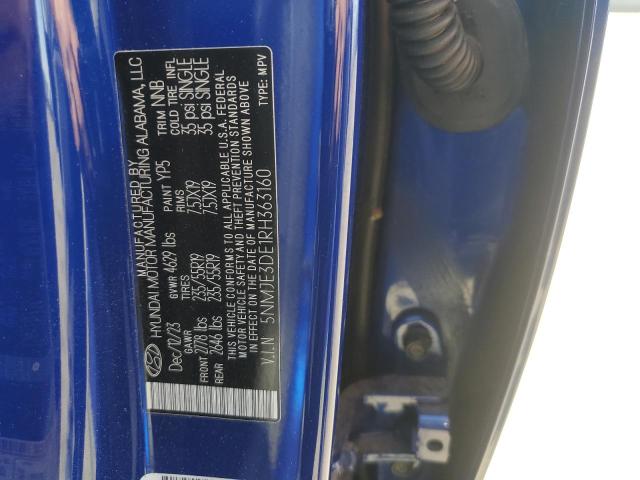 MANUFACTURED BY
HYUNDAI MOTOR MANUFACTURING ALABAMA, LLC
Dec/12/23 GVWR 4629 lbs PAINT YP5 TRIM NNB
GAWR TIRES RIMS COLD TIRE INFL
FRONT 2778 lbs 235/55R19 7.5JX19 35 psi SINGLE
REAR 2646 lbs 235/55R19 7.5JX19 35 psi SINGLE
THIS VEHICLE CONFORMS TO ALL APPLICABLE U.S.A. FEDERAL
MOTOR VEHICLE SAFETY AND THEFT PREVENTION STANDARDS
IN EFFECT ON THE DATE OF MANUFACTURE SHOWN ABOVE
V.I.N 5NMJE3DE1RH363160 TYPE: MPV